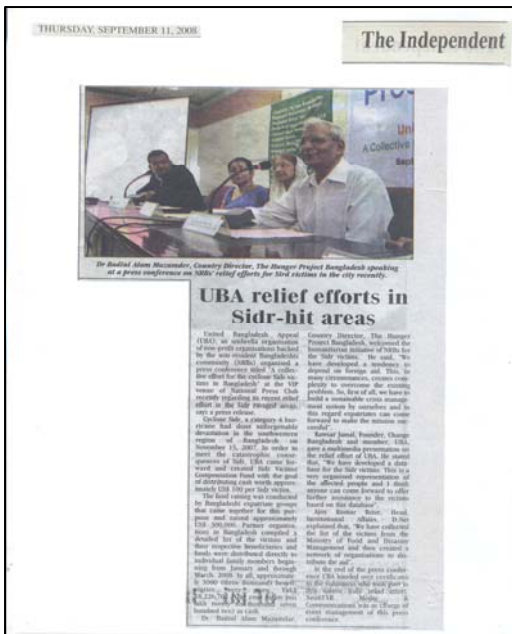 THURSDAY, SEPTEMBER 11, 2008
The Independent
Uni
A Collective
Sept
Dr Badiul Alam Mazumder, Country Director, The Hunger Project Bangladesh speaking
at a press conference on NRBs' relief efforts for Sird victims in the city recently.
UBA relief efforts in
Sidr-hit areas
United Bangladesh Appeal
(UBA), an umbrella organisation
of non-profit organisations backed
by the non resident Bangladeshi
community (NRBs) organised a
press conference titled "A collec-
tive effort for the cyclone Sidr vic-
tims in Bangladesh" at the VIP
venue of National Press Club
recently regarding its recent relief
effort in the Sidr ravaged areas,
says a press release.
Cyclone Sidr, a category 4 hur-
ricane had done unforgettable
devastation in the southwestern
region of Bangladesh on
November 15, 2007. In order to
meet the catastrophic conse-
quences of Sidr, UBA came for-
ward and created Sidr Victims
Compensation Fund with the goal
of distributing cash worth approx-
imately US$ 100 per Sidr victim.
The fund raising was conducted
by Bangladeshi expatriate groups
that came together for this pur-
pose and raised approximately
US$ 300,000. Partner organisa-
tions in Bangladesh compiled a
detailed list of the victims and
their respective beneficiaries and
funds were distributed directly to
individual family members begin-
ning from January and through
March, 2008. In all, approximate-
ly 3000 (three thousand) benefi-
hundred two) in cash.
Dr. Badiul Alam Mazumdar,
Country Director, The Hunger
Project Bangladesh, welcomed the
humanitarian initiative of NRBs for
the Sidr victims. He said, "We
have developed a tendency to
depend on foreign aid. This, in
many circumstances, creates com-
plexity to overcome the existing
problem. So, first of all, we have to
build a sustainable crisis manage-
ment system by ourselves and in
this regard expatriates can come
forward to make the mission suc-
cessful".
Kawsar Jamal, Founder, Change
Bangladesh and member, UBA,
gave a multimedia presentation on
the relief effort of UBA. He stated
that, "We have developed a data-
base for the Sidr victims. This is a
very organised representation of
the affected people and I think
anyone can come forward to offer
further assistance to the victims
based on this database".
Ajoy Kumar Bose, Head,
Institutional Affairs, D.Net
explained that, "We have collected
the list of the victims from the
Ministry of Food and Disaster
Management and then created a
network of organisations to dis-
tribute the aid".
In the end of the press confer-
ence UBA handed over certificates
to the volunteers who took part in
this
Communications was in charge of
event management of this press
conference.